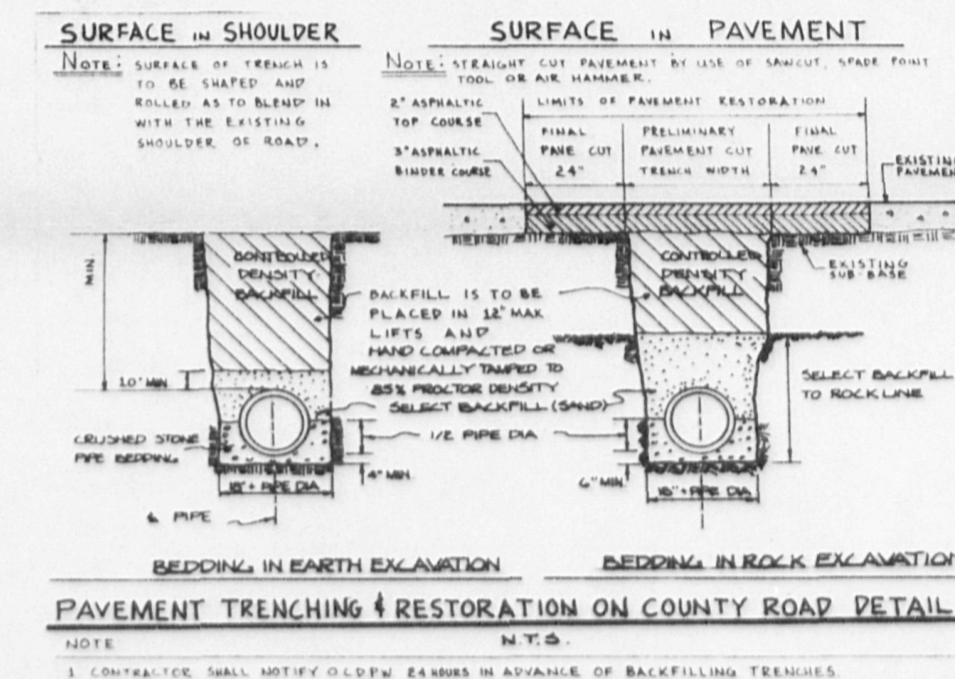 SURFACE IN SHOULDER
NOTE: SURFACE OF TRENCH IS
TO BE SHAPED AND
ROLLED AS TO BLEND IN
WITH THE EXISTING
SHOULDER OF ROAD.
SURFACE IN PAVEMENT
NOTE: STRAIGHT CUT PAVEMENT BY USE OF SAWCUT, SPADE POINT
TOOL OR AIR HAMMER.
2" ASPHALTIC
TOP COURSE
3" ASPHALTIC
BINDER COURSE
LIMITS OF PAVEMENT RESTORATION
FINAL
PAVE CUT
24"
PRELIMINARY
PAVEMENT CUT
TRENCH WIDTH
FINAL
PAVE CUT
24"
EXISTING
PAVEMEN
EXISTING
SUB-BASE
MIN.
CONTROLLED
DENSITY
BACKFILL
BACKFILL IS TO BE
PLACED IN 12" MAX
LIFTS AND
HAND COMPACTED OR
MECHANICALLY TAMPED TO
85% PROCTOR DENSITY
CONTROLLED
DENSITY
BACKFILL
10" MIN.
SELECT BACKFILL (SAND)
SELECT BACKFILL
TO ROCKLINE
CRUSHED STONE
PIPE BEDDING
1/2 PIPE DIA
4" MIN.
6" MIN.
18" + PIPE DIA
18" + PIPE DIA
℄ PIPE
BEDDING IN EARTH EXCAVATION
BEDDING IN ROCK EXCAVATION
PAVEMENT TRENCHING & RESTORATION ON COUNTY ROAD DETAIL
N.T.S.
NOTE
1 CONTRACTOR SHALL NOTIFY O.C.D.P.W. 24 HOURS IN ADVANCE OF BACKFILLING TRENCHES.